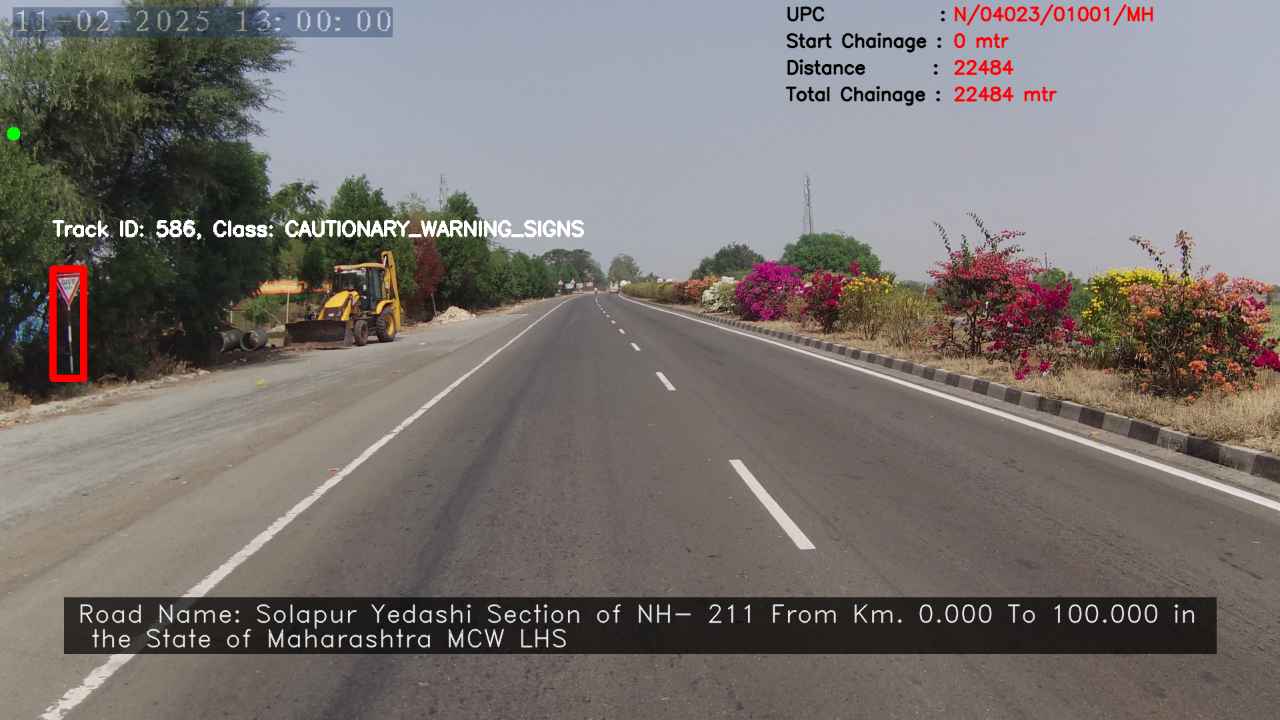 11-02-2025 13:00:00
UPC : N/04023/01001/MH
Start Chainage : 0 mtr
Distance : 22484
Total Chainage : 22484 mtr
Track ID: 586, Class: CAUTIONARY_WARNING_SIGNS
Road Name: Solapur Yedashi Section of NH- 211 From Km. 0.000 To 100.000 in
the State of Maharashtra MCW LHS